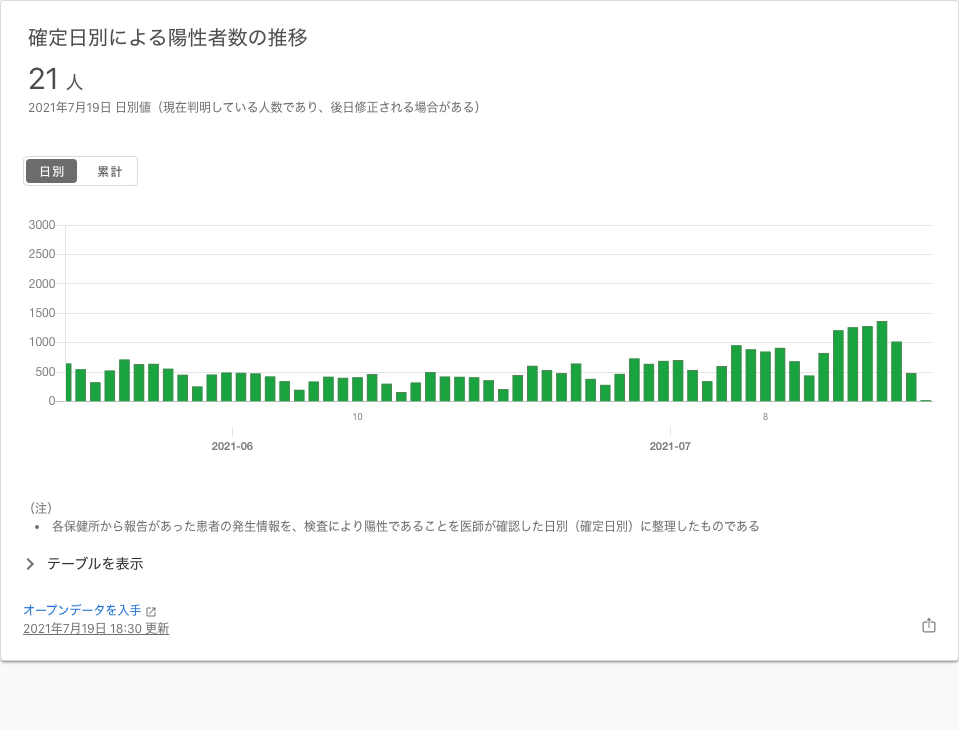 確定日別による陽性者数の推移
21 人
2021年7月19日 日別値（現在判明している人数であり、後日修正される場合がある）
日別 累計
3000
2500
2000
1500
1000
500
0
10 8
2021-06 2021-07
（注）
• 各保健所から報告があった患者の発生情報を、検査により陽性であることを医師が確認した日別（確定日別）に整理したものである
テーブルを表示
オープンデータを入手
2021年7月19日 18:30 更新